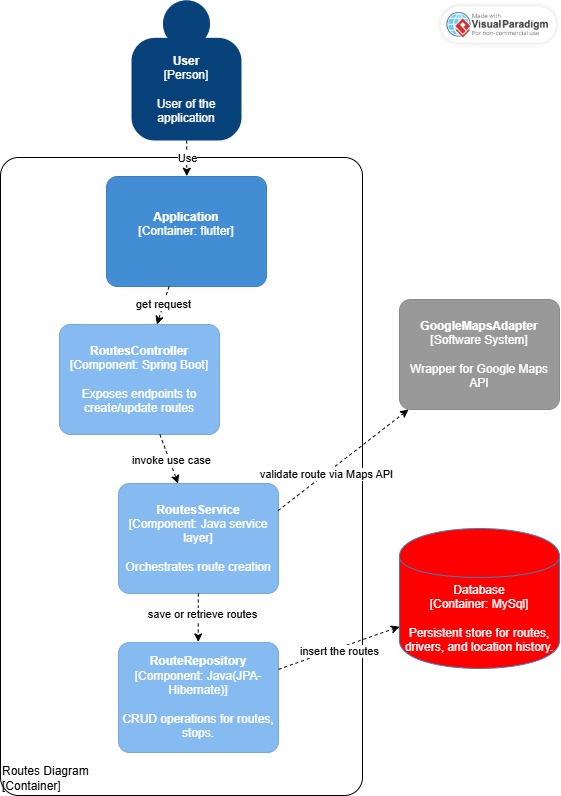 Made with
VisualParadigm
For non-commercial use
User
[Person]
User of the
application
Use
Application
[Container: flutter]
get request
RoutesController
[Component: Spring Boot]
Exposes endpoints to
create/update routes
GoogleMapsAdapter
[Software System]
Wrapper for Google Maps
API
invoke use case
validate route via Maps API
RoutesService
[Component: Java service
layer]
Orchestrates route creation
Database
[Container: MySql]
Persistent store for routes,
drivers, and location history.
save or retrieve routes
insert the routes
RouteRepository
[Component: Java(JPA-
Hibernate)]
CRUD operations for routes,
stops.
Routes Diagram
[Container]